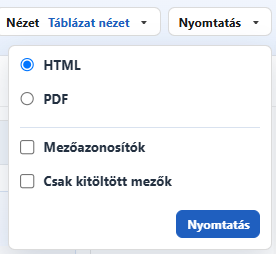 Nézet Táblázat nézet Nyomtatás
HTML
PDF
Mezőazonosítók
Csak kitöltött mezők
Nyomtatás